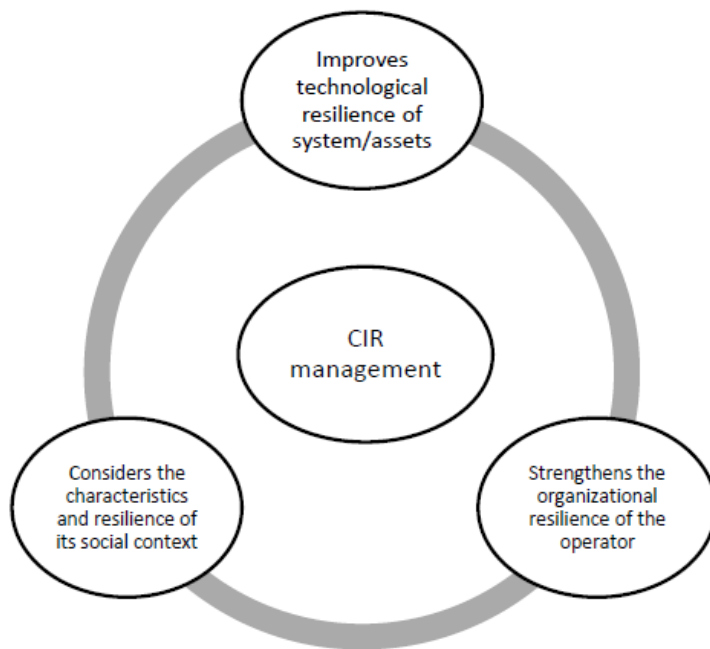 Improves
technological
resilience of
system/assets
CIR
management
Considers the
characteristics
and resilience of
its social context
Strengthens the
organizational
resilience of the
operator